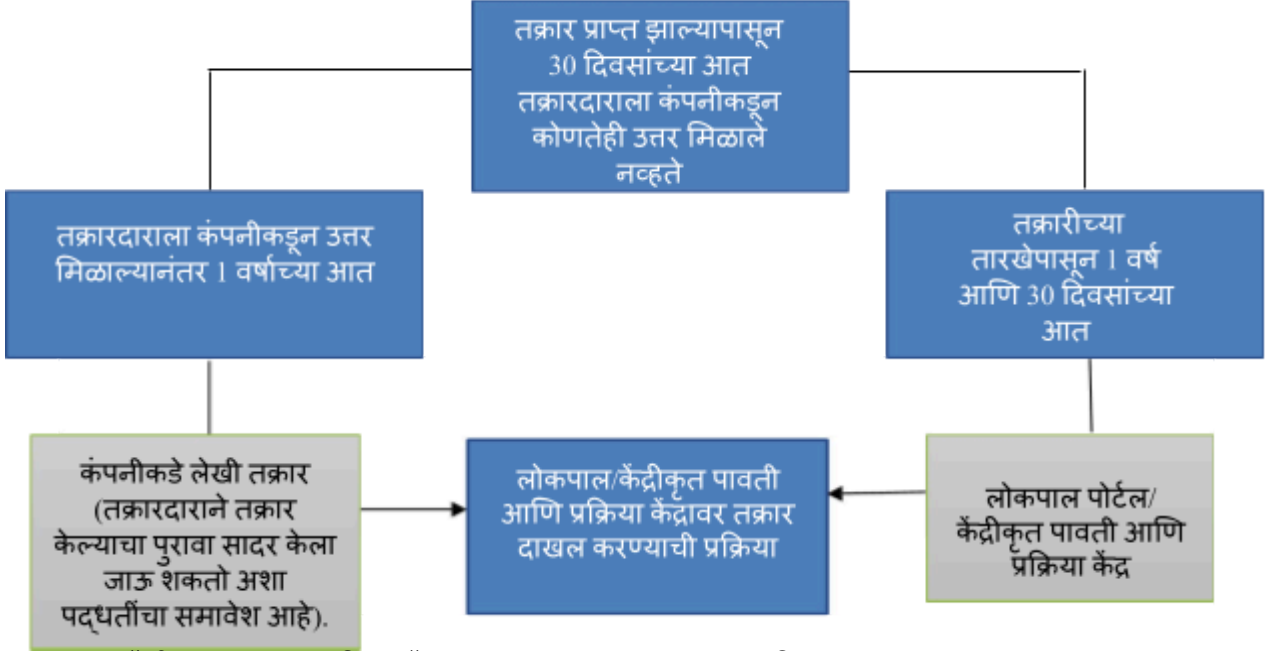 तक्रार प्राप्त झाल्यापासून
30 दिवसांच्या आत
तक्रारदाराला कंपनीकडून
कोणतेही उत्तर मिळाले
नव्हते
तक्रारदाराला कंपनीकडून उत्तर
मिळाल्यानंतर 1 वर्षाच्या आत
तक्रारीच्या
तारखेपासून 1 वर्ष
आणि 30 दिवसांच्या
आत
कंपनीकडे लेखी तक्रार
(तक्रारदाराने तक्रार
केल्याचा पुरावा सादर केला
जाऊ शकतो अशा
पद्धतींचा समावेश आहे).
लोकपाल/केंद्रीकृत पावती
आणि प्रक्रिया केंद्रावर तक्रार
दाखल करण्याची प्रक्रिया
लोकपाल पोर्टल/
केंद्रीकृत पावती आणि
प्रक्रिया केंद्र